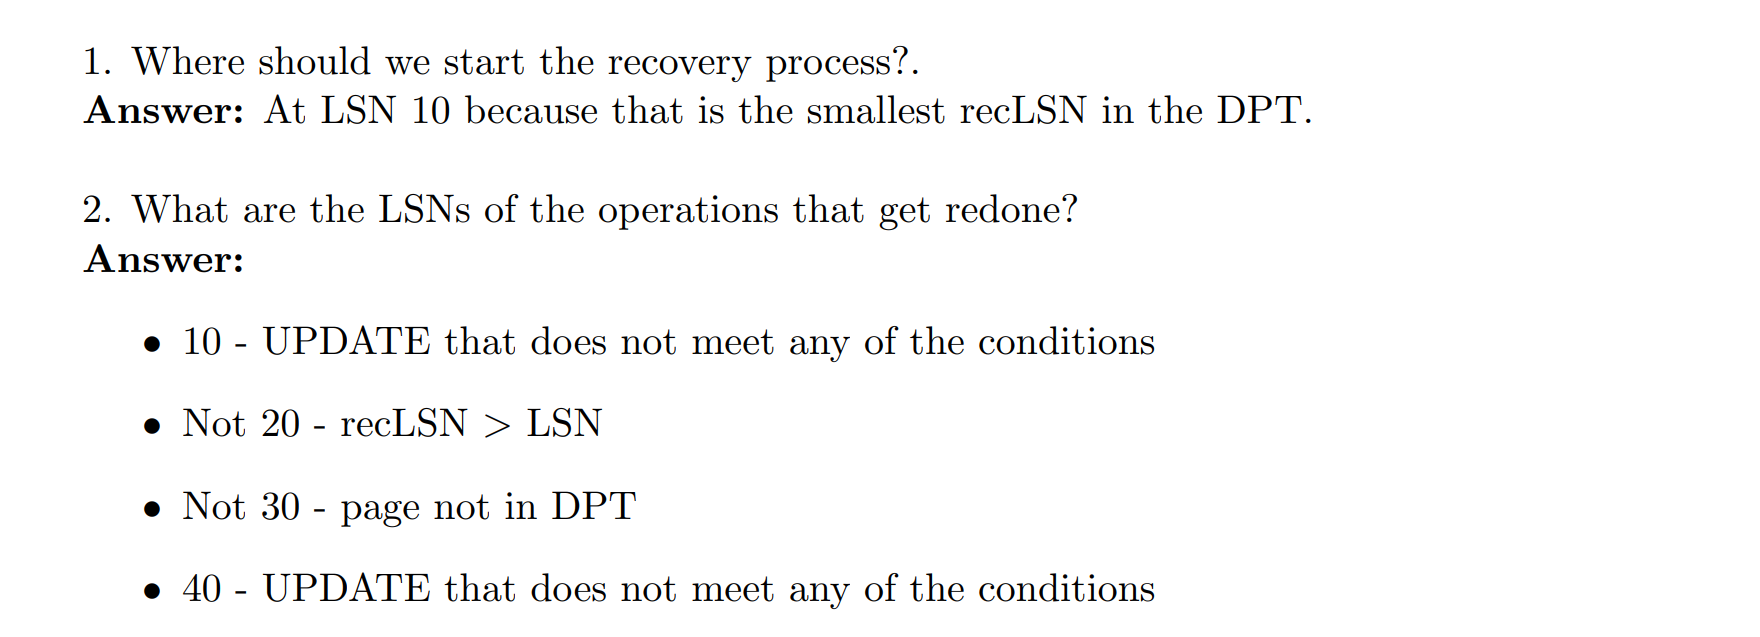 1. Where should we start the recovery process?.
Answer: At LSN 10 because that is the smallest recLSN in the DPT.
2. What are the LSNs of the operations that get redone?
Answer:
• 10 - UPDATE that does not meet any of the conditions
• Not 20 - recLSN > LSN
• Not 30 - page not in DPT
• 40 - UPDATE that does not meet any of the conditions